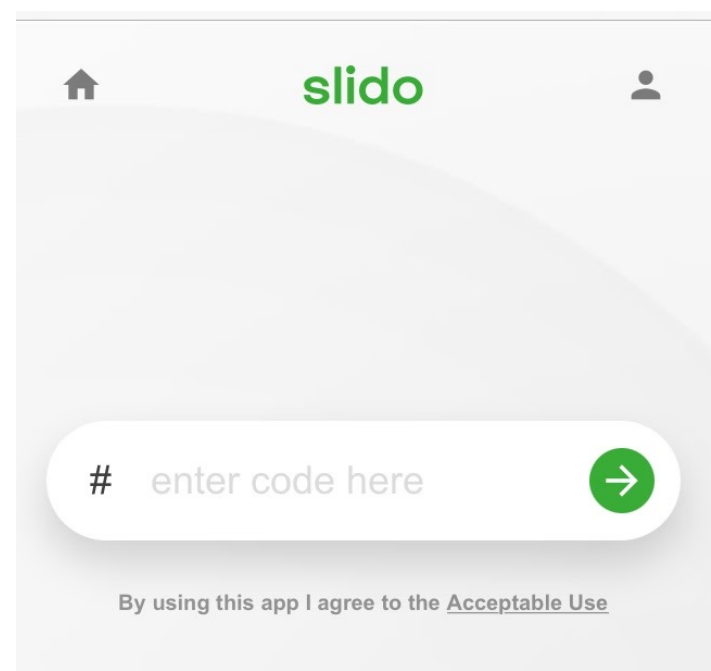 slido
# enter code here
By using this app I agree to the Acceptable Use